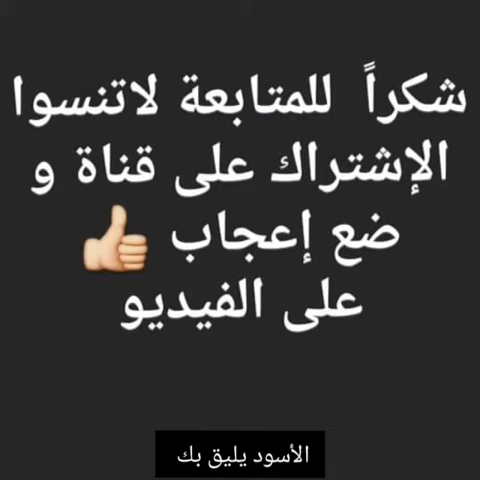 شكراً للمتابعة لاتنسوا
الإشتراك على قناة و
ضع إعجاب 👍🏼
على الفيديو
الأسود يليق بك